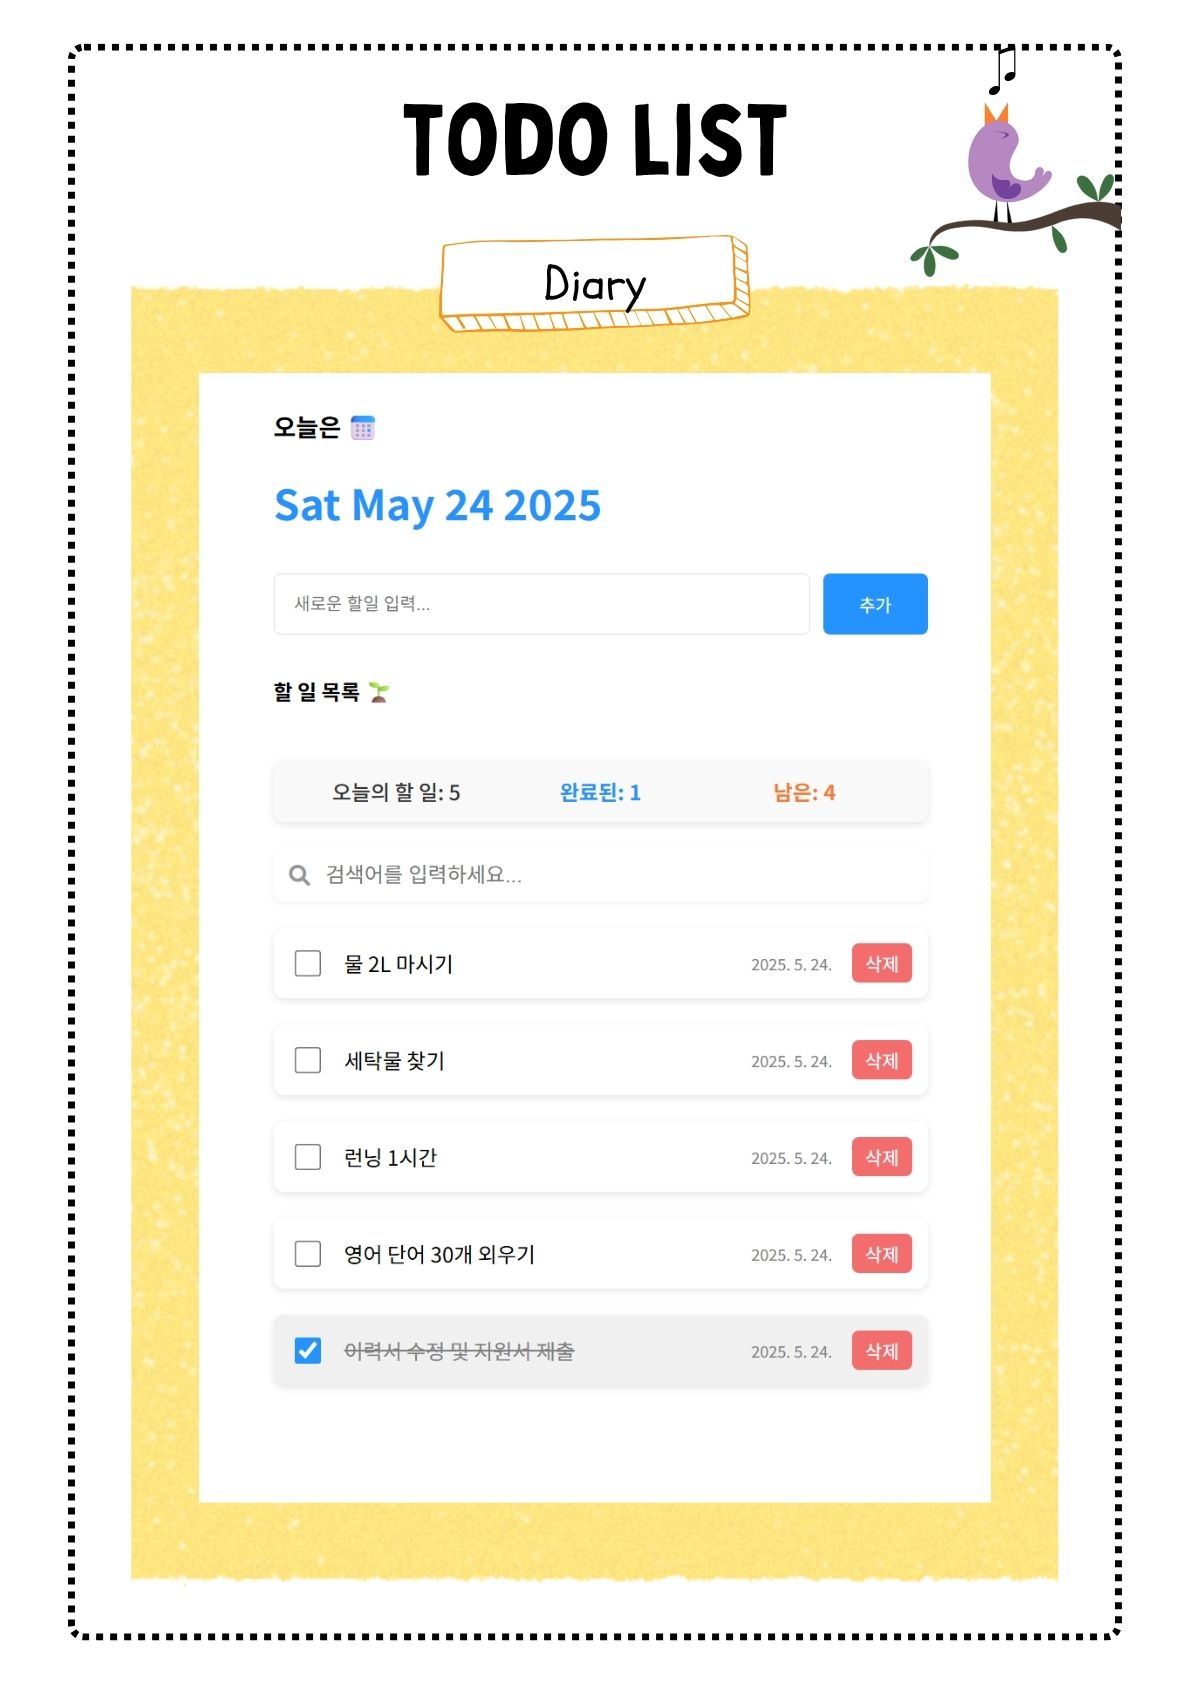 TODO LIST
Diary
오늘은
Sat May 24 2025
새로운 할일 입력...
추가
할 일 목록
오늘의 할 일: 5 완료된: 1 남은: 4
검색어를 입력하세요...
물 2L 마시기 2025. 5. 24. 삭제
세탁물 찾기 2025. 5. 24. 삭제
런닝 1시간 2025. 5. 24. 삭제
영어 단어 30개 외우기 2025. 5. 24. 삭제
이력서 수정 및 지원서 제출 2025. 5. 24. 삭제